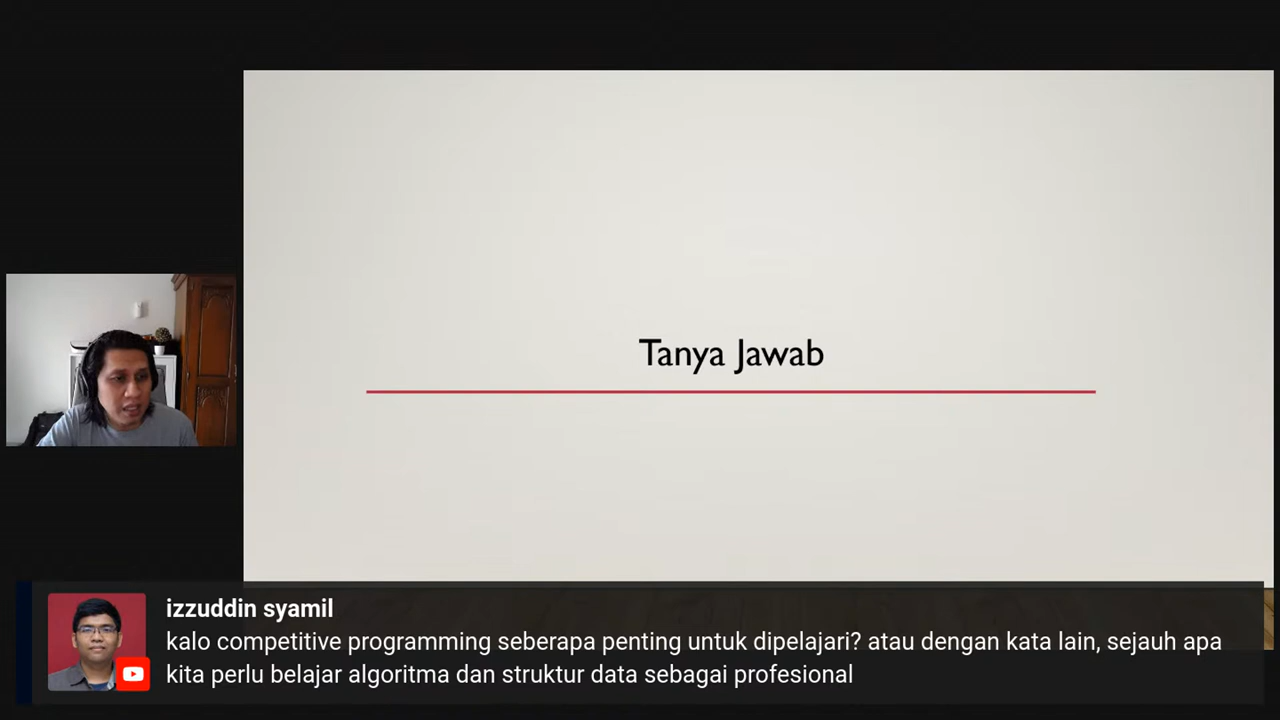 Tanya Jawab
izzuddin syamil
kalo competitive programming seberapa penting untuk dipelajari? atau dengan kata lain, sejauh apa
kita perlu belajar algoritma dan struktur data sebagai profesional